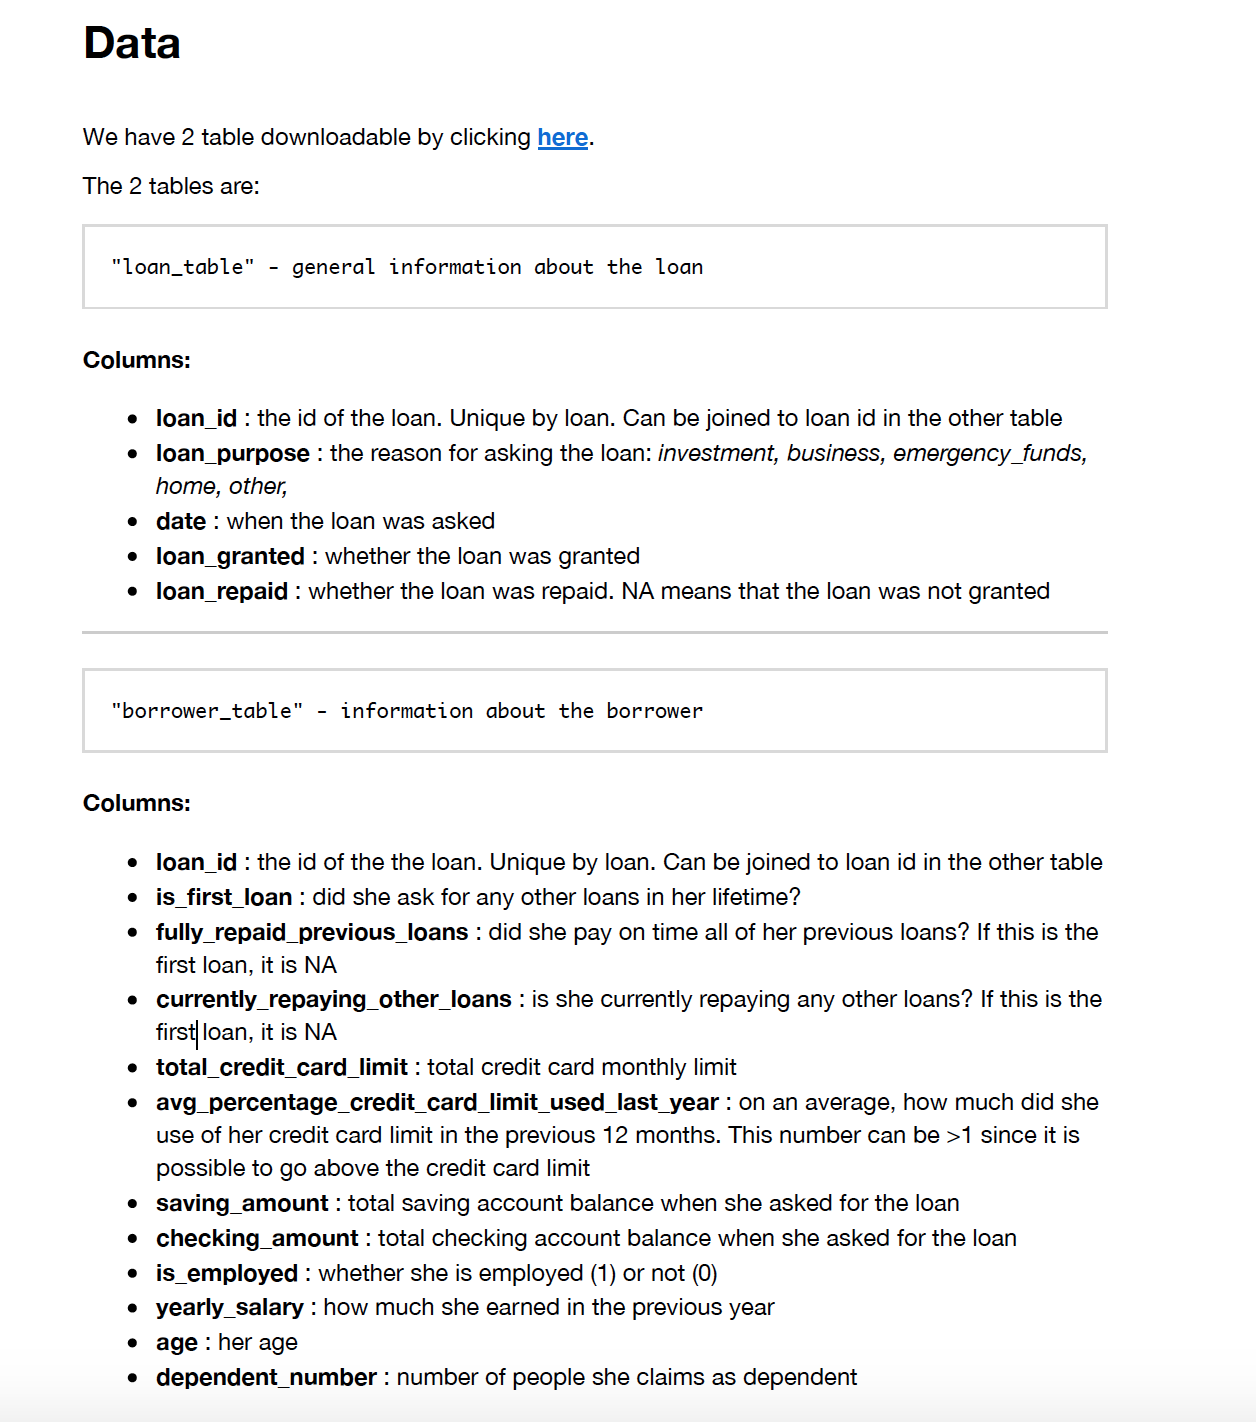 Data
We have 2 table downloadable by clicking here.
The 2 tables are:
"loan_table" - general information about the loan
Columns:
• loan_id : the id of the loan. Unique by loan. Can be joined to loan id in the other table
• loan_purpose : the reason for asking the loan: investment, business, emergency_funds,
home, other,
• date : when the loan was asked
• loan_granted : whether the loan was granted
• loan_repaid : whether the loan was repaid. NA means that the loan was not granted
"borrower_table" - information about the borrower
Columns:
• loan_id : the id of the the loan. Unique by loan. Can be joined to loan id in the other table
• is_first_loan : did she ask for any other loans in her lifetime?
• fully_repaid_previous_loans : did she pay on time all of her previous loans? If this is the
first loan, it is NA
• currently_repaying_other_loans : is she currently repaying any other loans? If this is the
first loan, it is NA
• total_credit_card_limit : total credit card monthly limit
• avg_percentage_credit_card_limit_used_last_year : on an average, how much did she
use of her credit card limit in the previous 12 months. This number can be >1 since it is
possible to go above the credit card limit
• saving_amount : total saving account balance when she asked for the loan
• checking_amount : total checking account balance when she asked for the loan
• is_employed : whether she is employed (1) or not (0)
• yearly_salary : how much she earned in the previous year
• age : her age
• dependent_number : number of people she claims as dependent